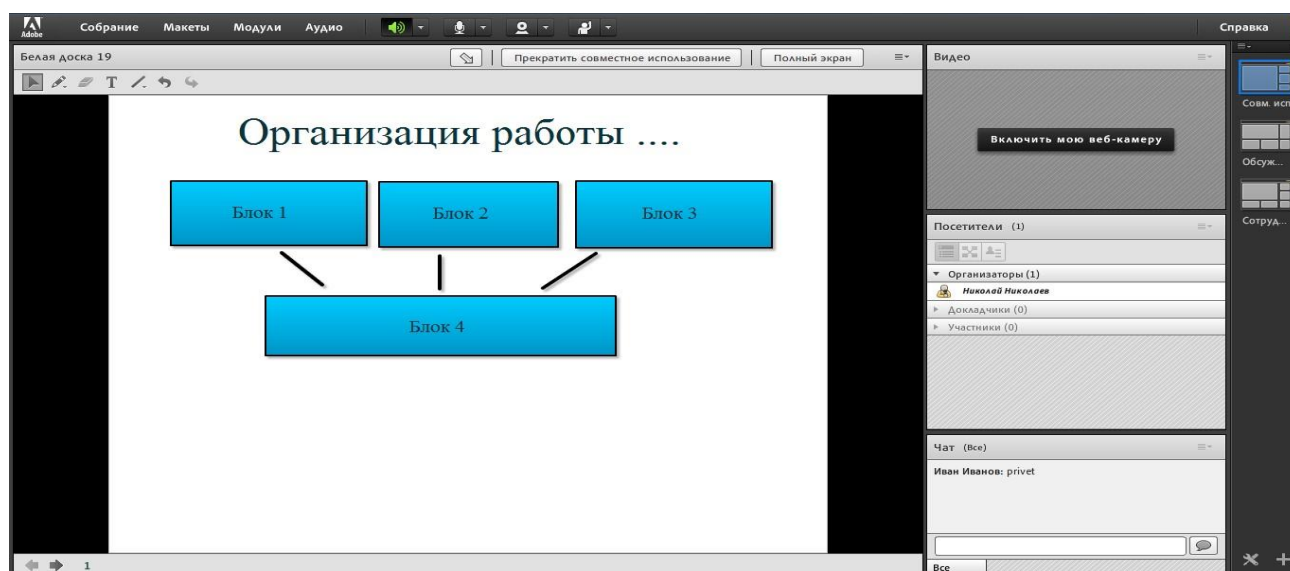 Adobe
Собрание Макеты Модули Аудио Справка
Белая доска 19
Прекратить совместное использование
Полный экран
T
Организация работы ....
Блок 1 Блок 2 Блок 3
Блок 4
1
Видео
Включить мою веб-камеру
Посетители (1)
Организаторы (1)
Николай Николаев
Докладчики (0)
Участники (0)
Чат (Все)
Иван Иванов: privet
Все
Совм. исп
Обсуж...
Сотруд...